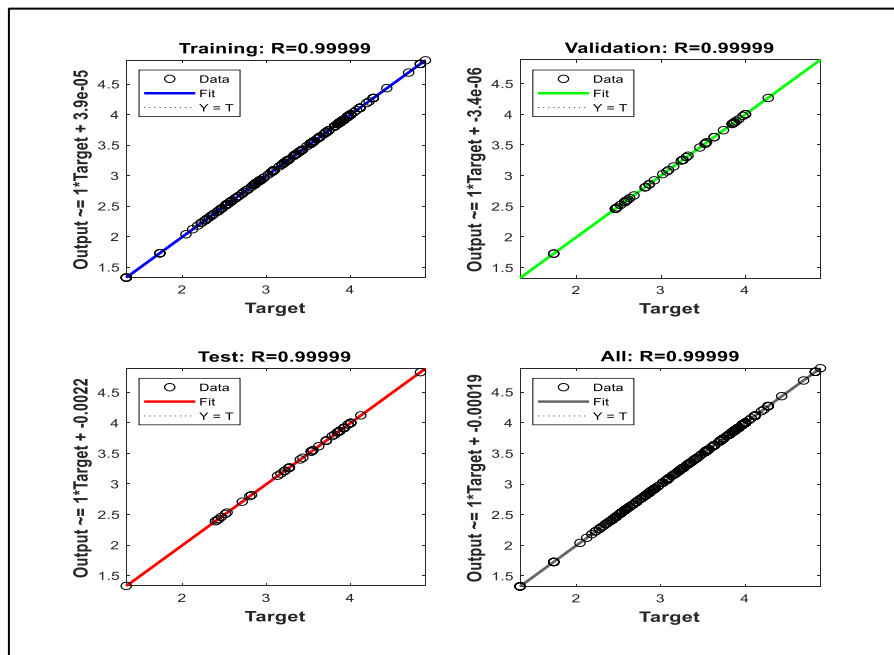 Training: R=0.99999
Output ~= 1*Target + 3.9e-05
4.5
4
3.5
3
2.5
2
1.5
Data
Fit
Y = T
2
3
4
Target
Validation: R=0.99999
Output ~= 1*Target + -3.4e-06
4.5
4
3.5
3
2.5
2
1.5
Data
Fit
Y = T
2
3
4
Target
Test: R=0.99999
Output ~= 1*Target + -0.0022
4.5
4
3.5
3
2.5
2
1.5
Data
Fit
Y = T
2
3
4
Target
All: R=0.99999
Output ~= 1*Target + -0.00019
4.5
4
3.5
3
2.5
2
1.5
Data
Fit
Y = T
2
3
4
Target